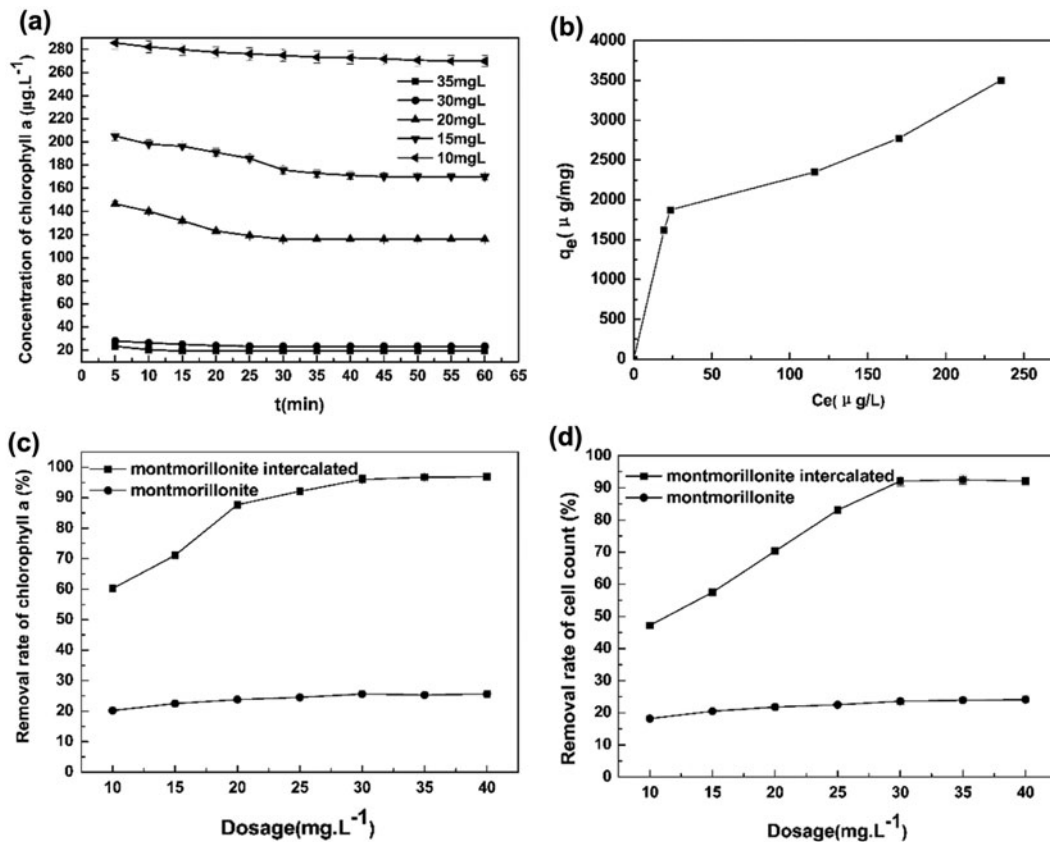 (a)
Concentration of chlorophyll a (μg.L⁻¹)
280
260
240
220
200
180
160
140
120
100
80
60
40
20
35mgL
30mgL
20mgL
15mgL
10mgL
0 5 10 15 20 25 30 35 40 45 50 55 60 65
t(min)
(b)
qe( μ g/mg)
4000
3500
3000
2500
2000
1500
1000
500
0
0 50 100 150 200 250
Ce( μ g/L)
(c)
Removal rate of chlorophyll a (%)
100
90
80
70
60
50
40
30
20
10
0
montmorillonite intercalated
montmorillonite
10 15 20 25 30 35 40
Dosage(mg.L⁻¹)
(d)
Removal rate of cell count (%)
100
90
80
70
60
50
40
30
20
10
0
montmorillonite intercalated
montmorillonite
10 15 20 25 30 35 40
Dosage(mg.L⁻¹)